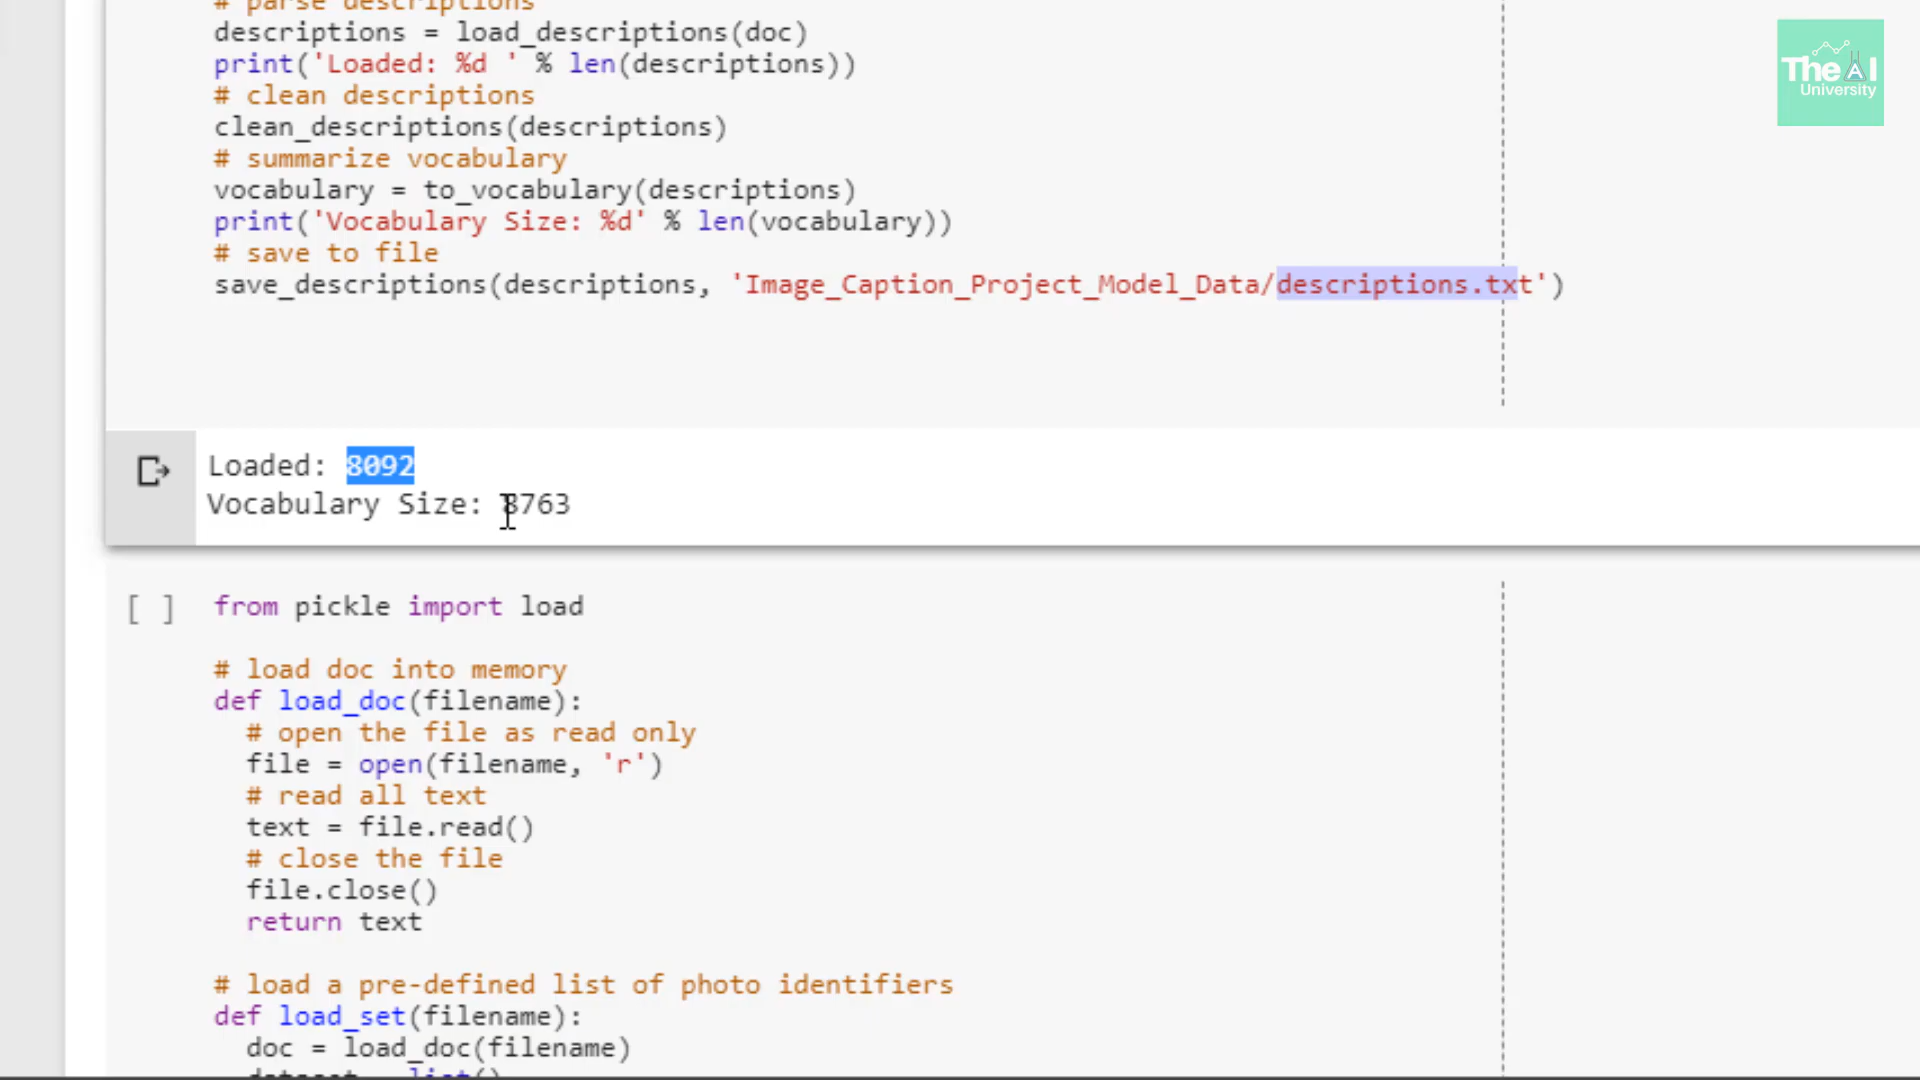 # parse descriptions
descriptions = load_descriptions(doc)
print('Loaded: %d ' % len(descriptions))
# clean descriptions
clean_descriptions(descriptions)
# summarize vocabulary
vocabulary = to_vocabulary(descriptions)
print('Vocabulary Size: %d' % len(vocabulary))
# save to file
save_descriptions(descriptions, 'Image_Caption_Project_Model_Data/descriptions.txt')
The AI
University
Loaded: 8092
Vocabulary Size: 8763
[ ] from pickle import load
# load doc into memory
def load_doc(filename):
# open the file as read only
file = open(filename, 'r')
# read all text
text = file.read()
# close the file
file.close()
return text
# load a pre-defined list of photo identifiers
def load_set(filename):
doc = load_doc(filename)
dataset = list()